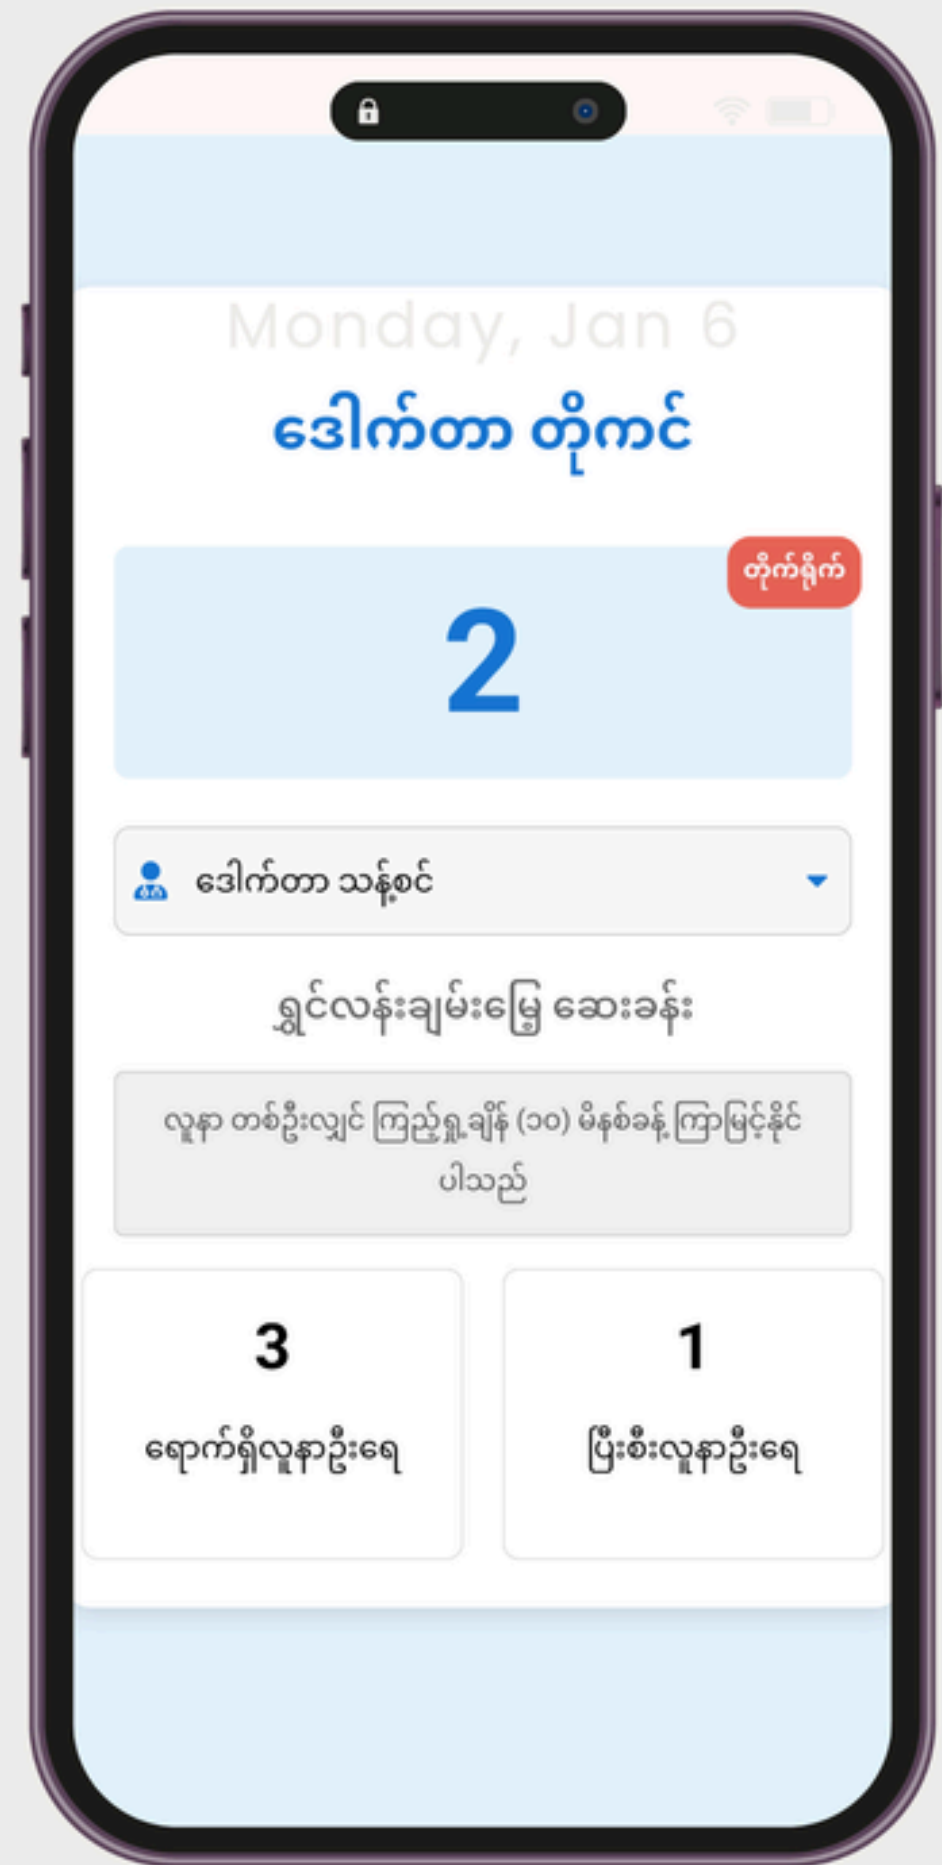 Monday, Jan 6
ဒေါက်တာ တိုကင်
တိုက်ရိုက်
2
ဒေါက်တာ သန့်စင်
ရွှင်လန်းချမ်းမြေ့ ဆေးခန်း
လူနာ တစ်ဦးလျှင် ကြည့်ရှု့ချိန် (၁၀) မိနစ်ခန့် ကြာမြင့်နိုင်
ပါသည်
3
ရောက်ရှိလူနာဦးရေ
1
ပြီးစီးလူနာဦးရေ